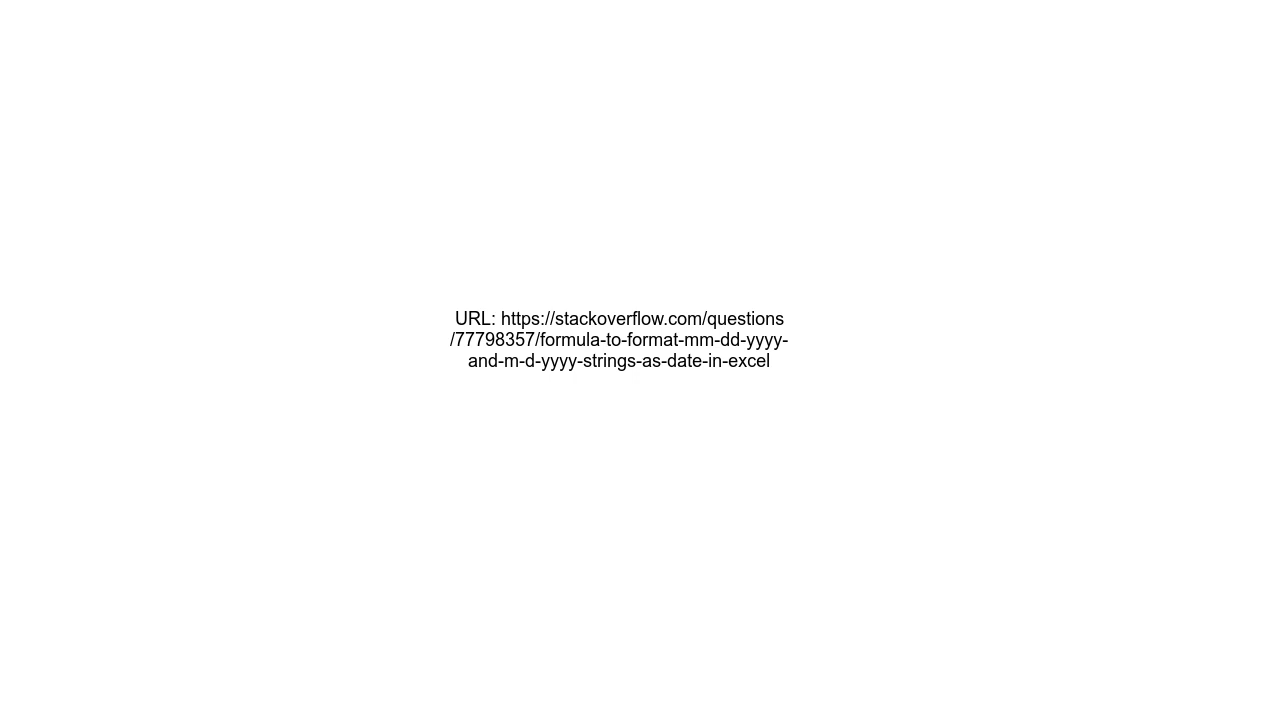 URL: https://stackoverflow.com/questions
/77798357/formula-to-format-mm-dd-yyyy-
and-m-d-yyyy-strings-as-date-in-excel